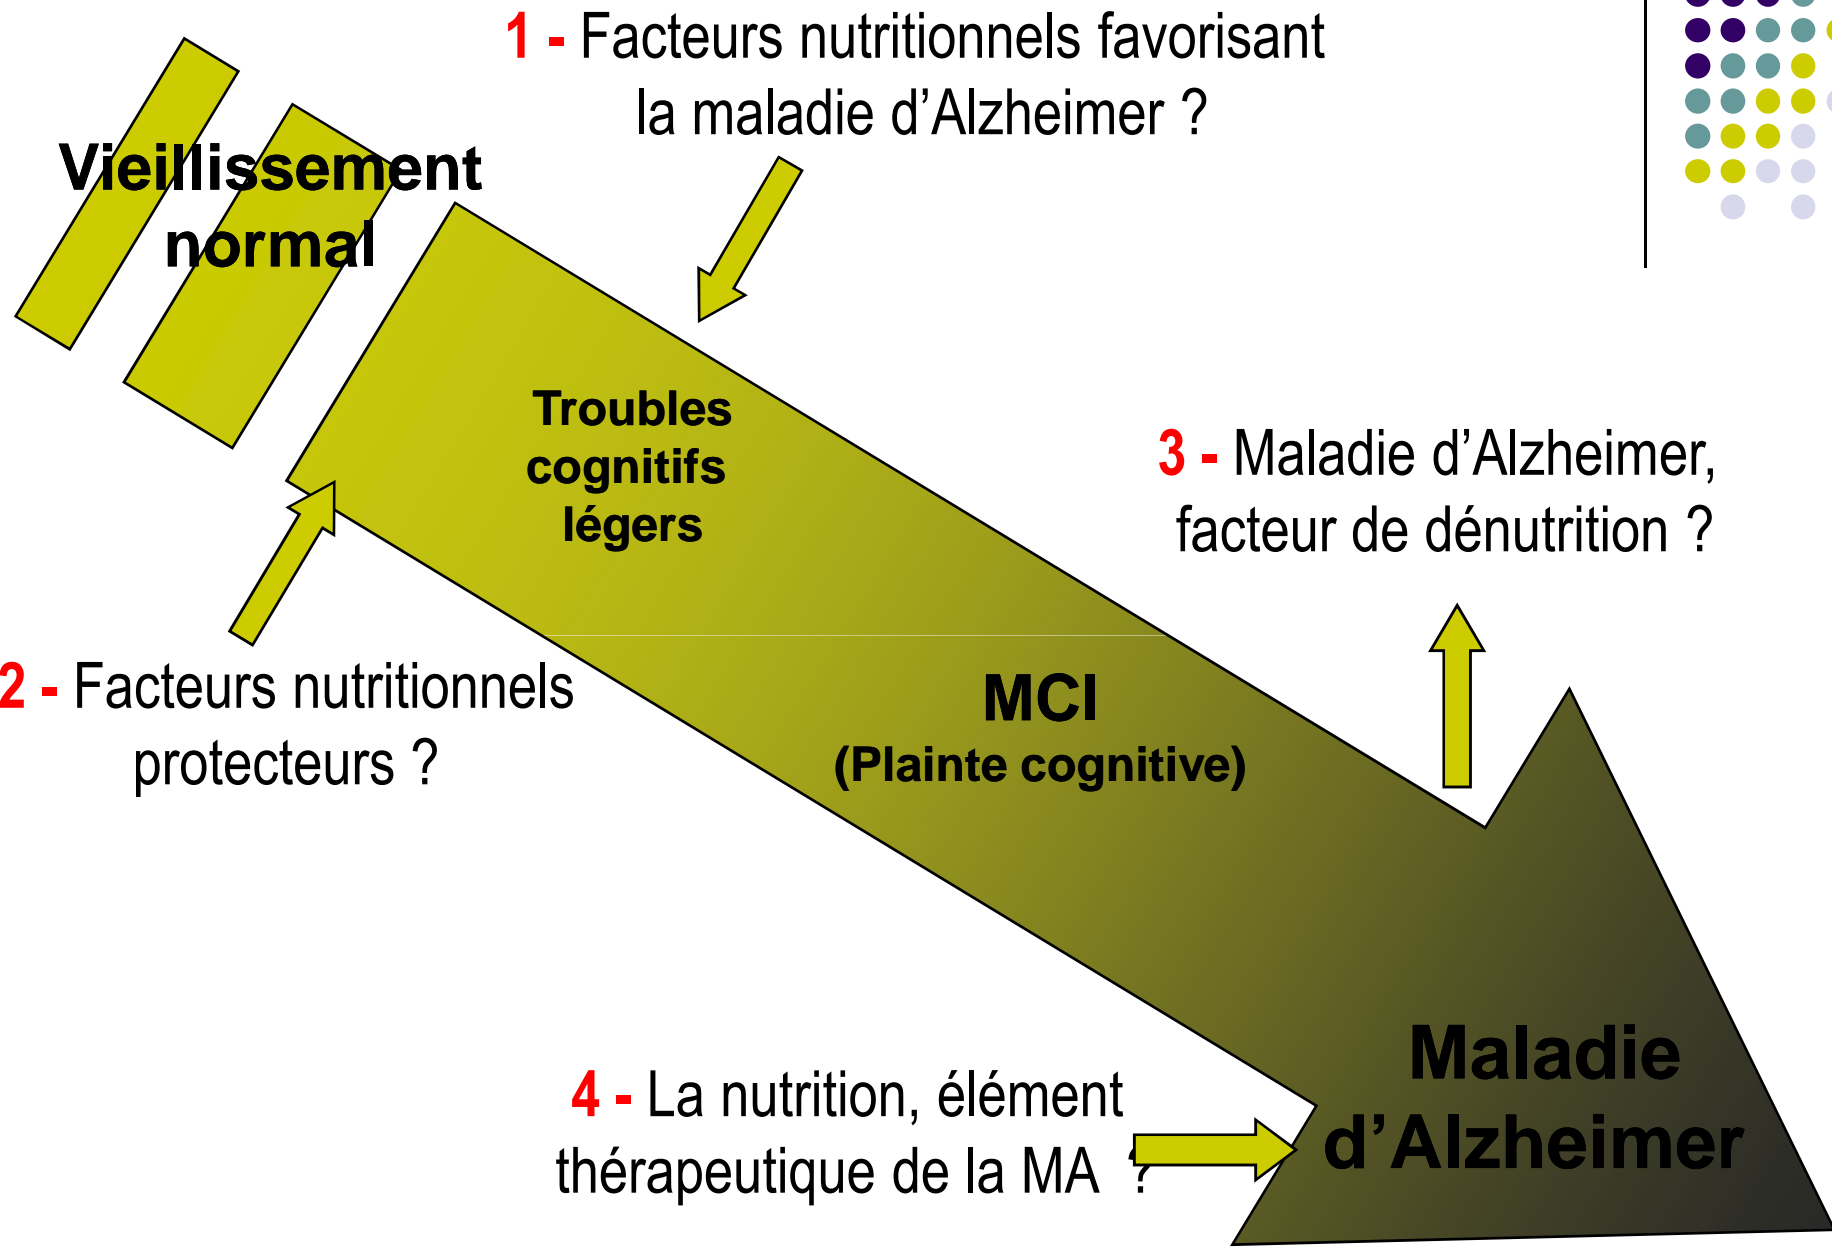 1 - Facteurs nutritionnels favorisant
la maladie d’Alzheimer ?
Vieillissement
normal
Troubles
cognitifs
légers
3 - Maladie d’Alzheimer,
facteur de dénutrition ?
2 - Facteurs nutritionnels
protecteurs ?
MCI
(Plainte cognitive)
4 - La nutrition, élément
thérapeutique de la MA ?
Maladie
d’Alzheimer